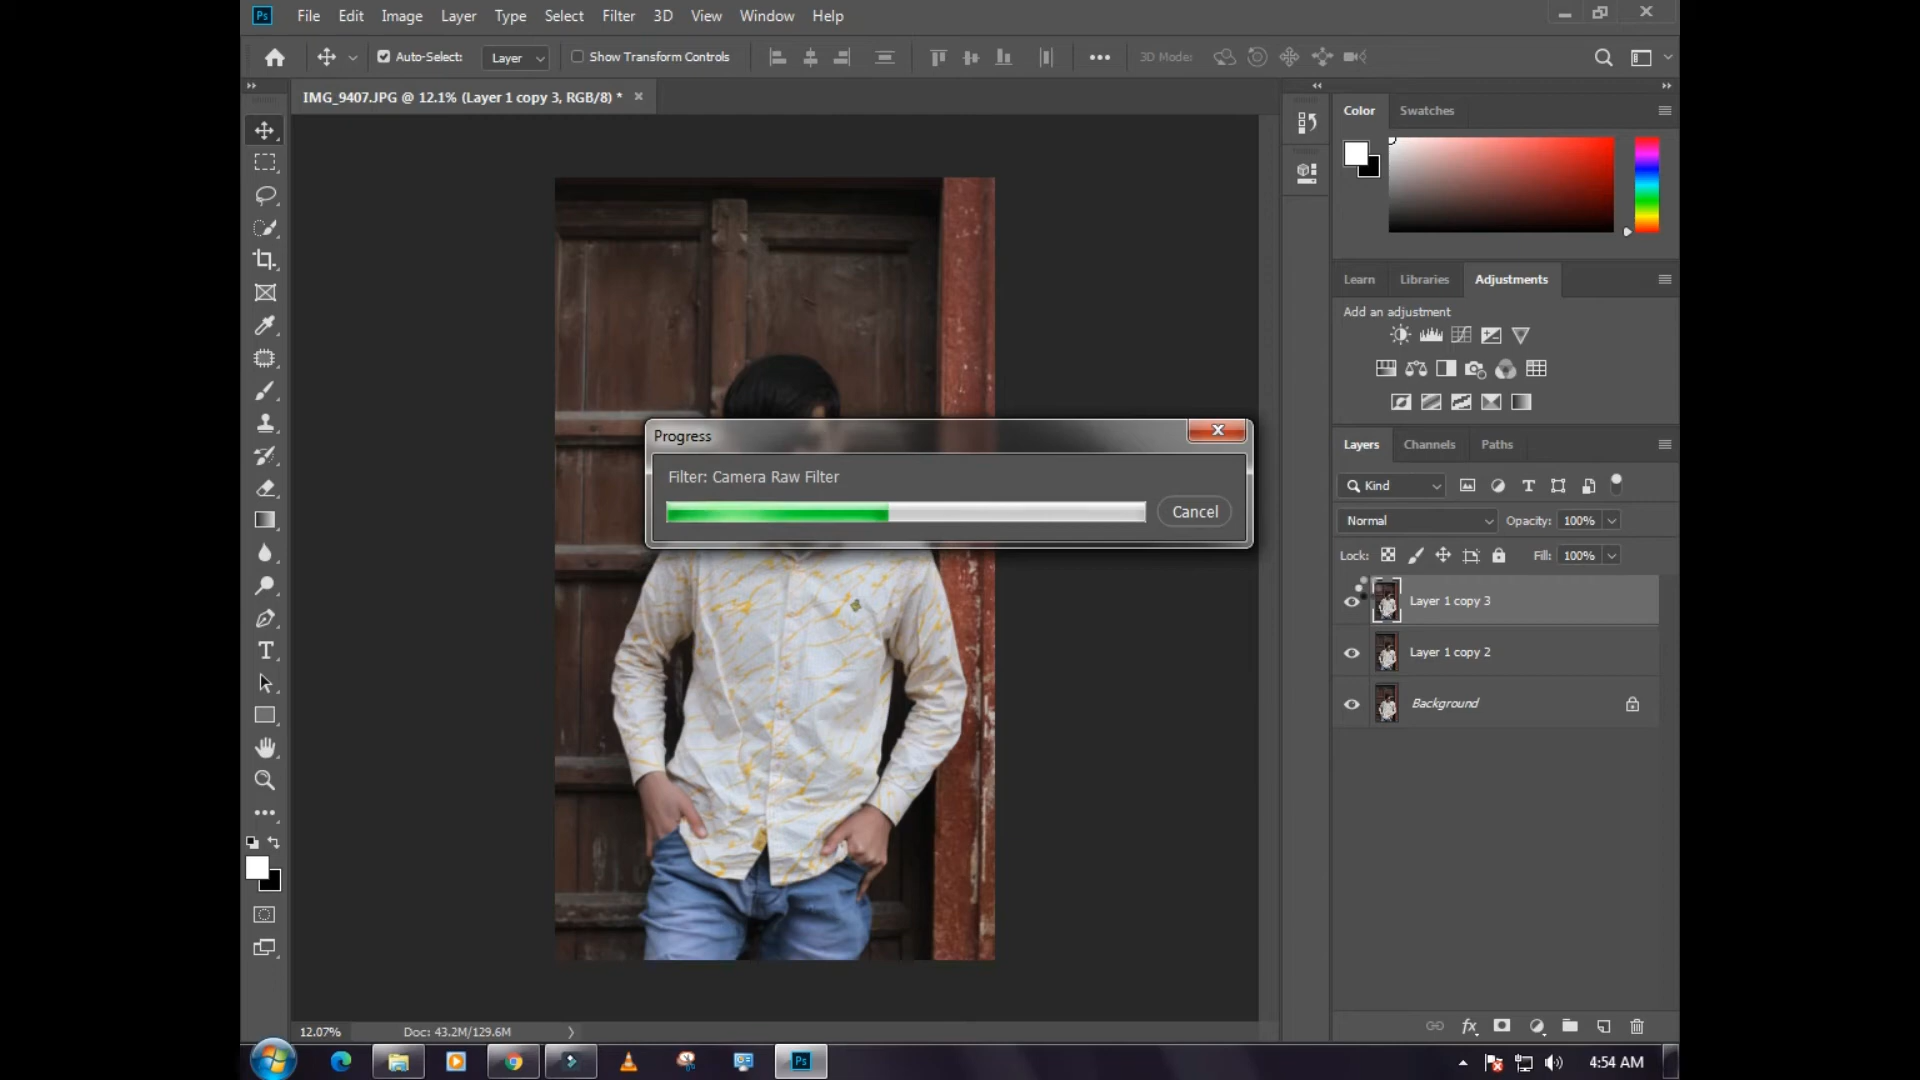 Ps File Edit Image Layer Type Select Filter 3D View Window Help
Auto-Select: Layer Show Transform Controls 3D Mode:
IMG_9407.JPG @ 12.1% (Layer 1 copy 3, RGB/8) *
Color Swatches
Learn Libraries Adjustments
Add an adjustment
Progress
Filter: Camera Raw Filter
Cancel
Layers Channels Paths
Kind
Normal Opacity: 100%
Lock: Fill: 100%
Layer 1 copy 3
Layer 1 copy 2
Background
12.07% Doc: 43.2M/129.6M
Ps 4:54 AM